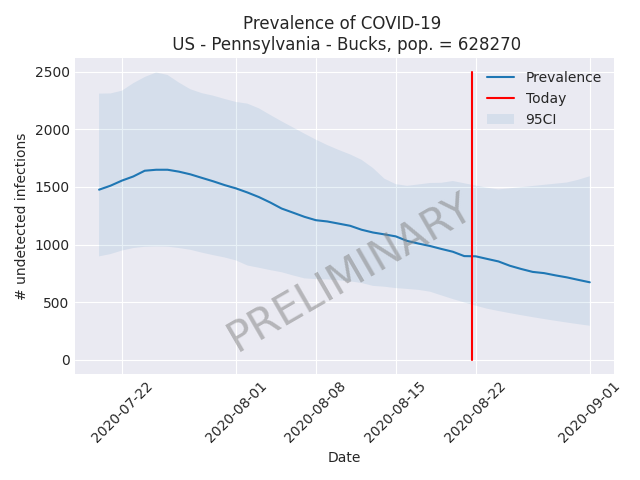 Prevalence of COVID-19
US - Pennsylvania - Bucks, pop. = 628270
2500
2000
1500
1000
500
0
# undetected infections
Prevalence
Today
95CI
PRELIMINARY
2020-07-22
2020-08-01
2020-08-08
2020-08-15
2020-08-22
2020-09-01
Date